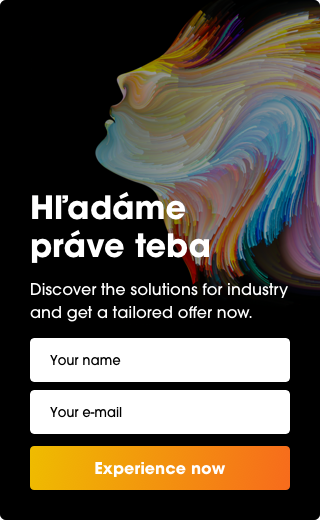 Hľadáme
práve teba
Discover the solutions for industry
and get a tailored offer now.
Your name
Your e-mail
Experience now